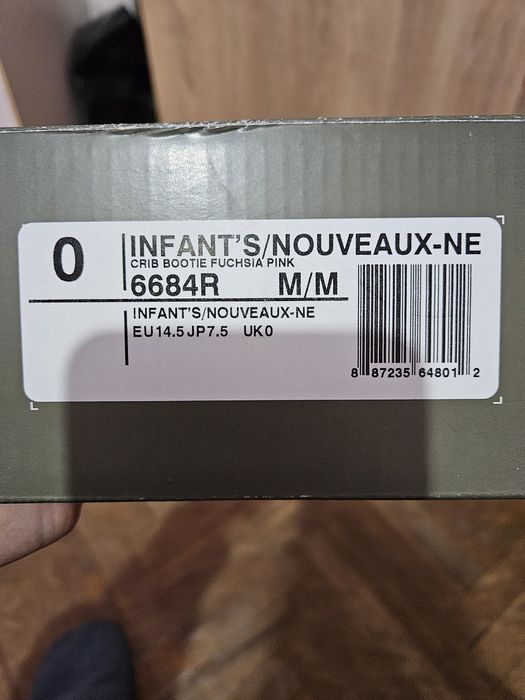 0
INFANT'S/NOUVEAUX-NE
CRIB BOOTIE FUCHSIA PINK
6684R M/M
INFANT'S/NOUVEAUX-NE
EU14.5 JP7.5 UK0
8 87235 64801 2